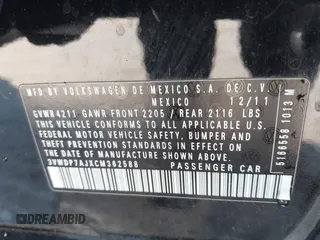 MFD BY VOLKSWAGEN DE MEXICO S.A. DE C.V.
MEXICO 12/11
GVWR 4211 GAWR FRONT 2205 / REAR 2116 LBS
THIS VEHICLE CONFORMS TO ALL APPLICABLE U.S.
FEDERAL MOTOR VEHICLE SAFETY, BUMPER AND
THEFT PREVENTION STANDARDS IN EFFECT
ON THE DATE OF MANUFACTURE SHOWN ABOVE
3VWDP7AJXCM362588 PASSENGER CAR
6166558 1013 M